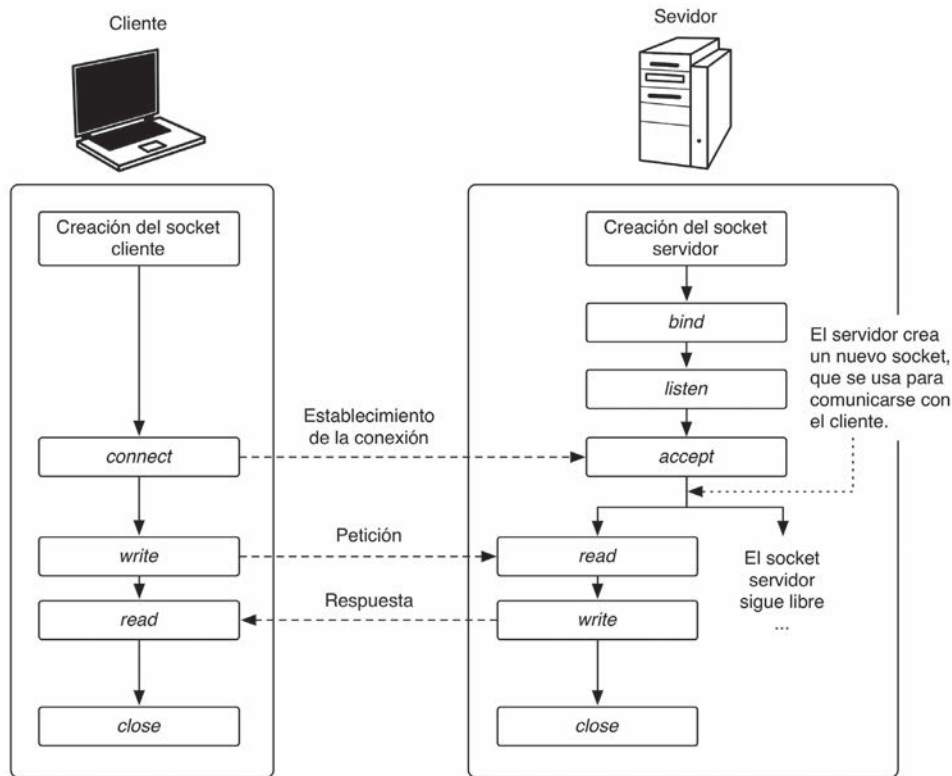 Cliente
Sevidor
Creación del socket
cliente
Creación del socket
servidor
bind
El servidor crea
un nuevo socket,
que se usa para
comunicarse con
el cliente.
listen
Establecimiento
de la conexión
connect
accept
Petición
write
read
El socket
servidor
sigue libre
...
Respuesta
read
write
close
close